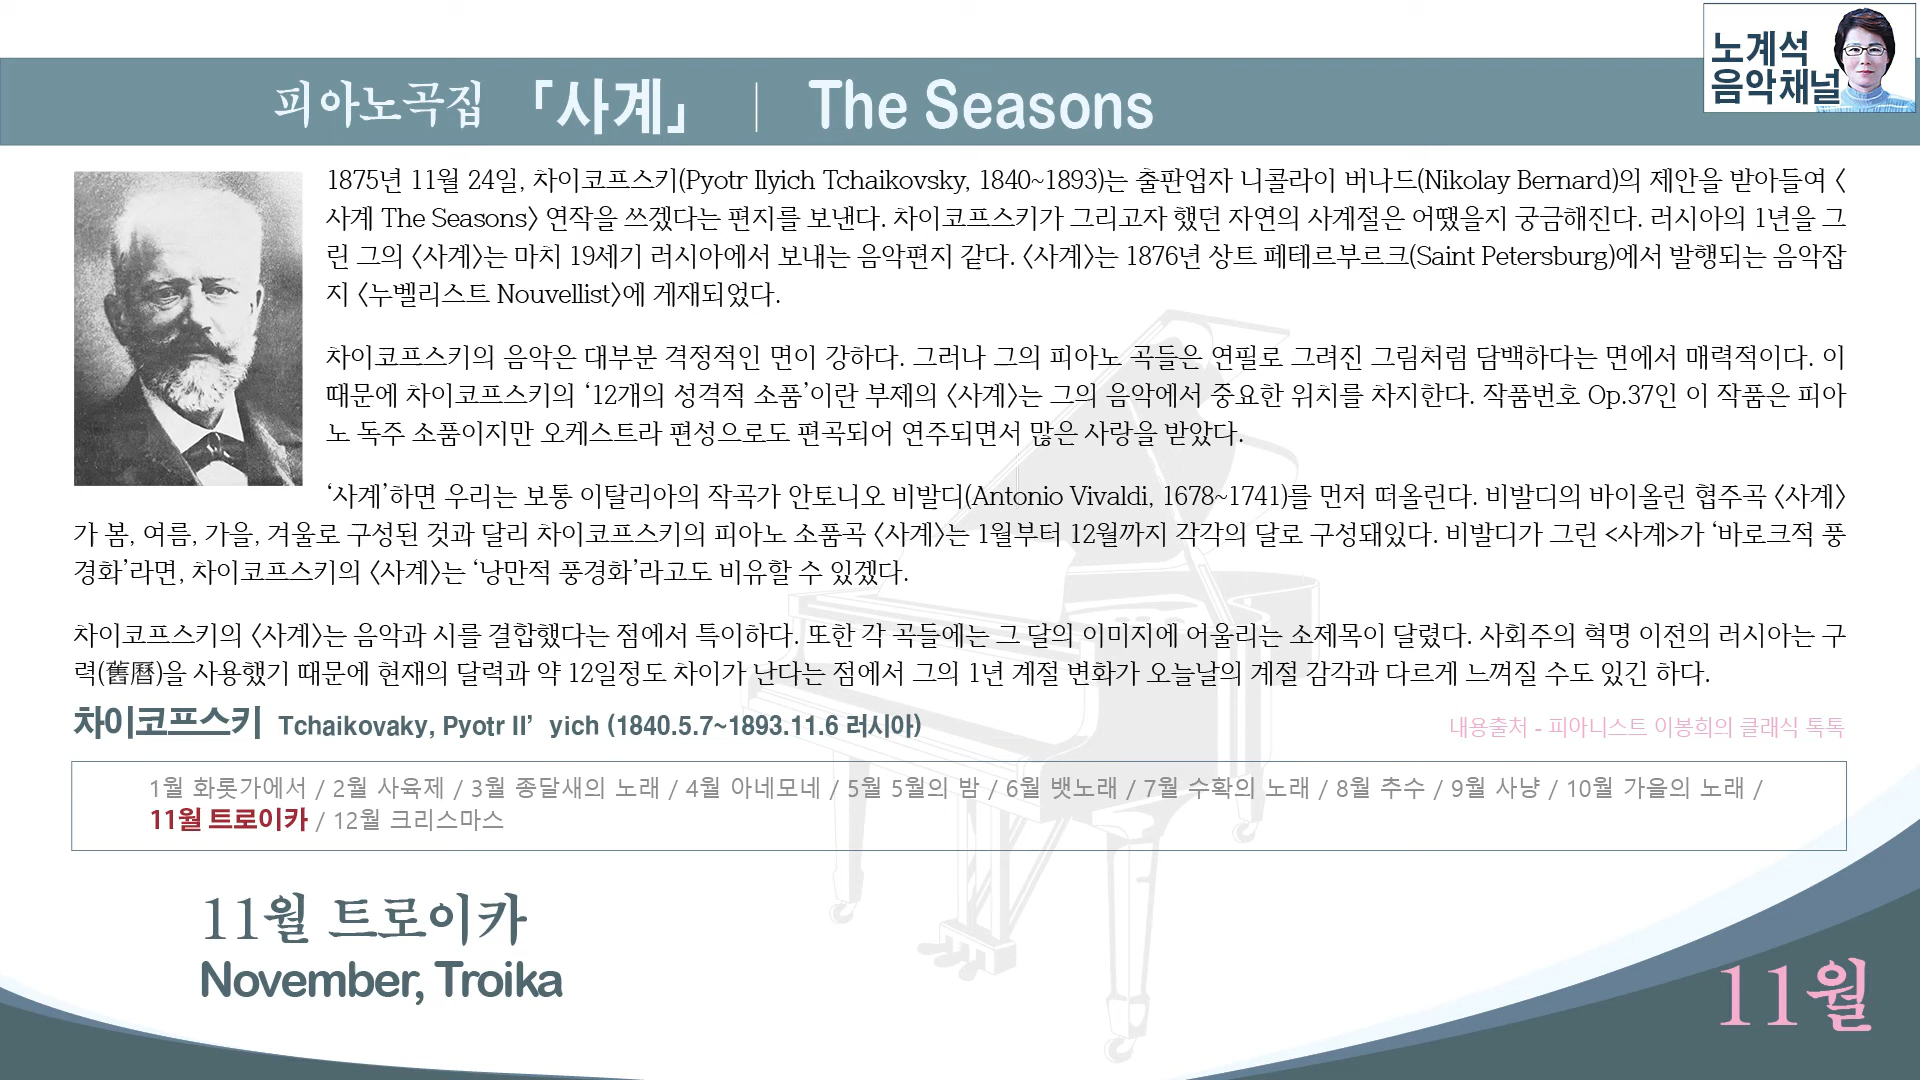 노계석
음악채널
피아노곡집 「사계」 | The Seasons
1875년 11월 24일, 차이코프스키(Pyotr Ilyich Tchaikovsky, 1840~1893)는 출판업자 니콜라이 버나드(Nikolay Bernard)의 제안을 받아들여 〈
사계 The Seasons〉 연작을 쓰겠다는 편지를 보낸다. 차이코프스키가 그리고자 했던 자연의 사계절은 어땠을지 궁금해진다. 러시아의 1년을 그
린 그의 〈사계〉는 마치 19세기 러시아에서 보내는 음악편지 같다. 〈사계〉는 1876년 상트 페테르부르크(Saint Petersburg)에서 발행되는 음악잡
지 〈누벨리스트 Nouvellist〉에 게재되었다.
차이코프스키의 음악은 대부분 격정적인 면이 강하다. 그러나 그의 피아노 곡들은 연필로 그려진 그림처럼 담백하다는 면에서 매력적이다. 이
때문에 차이코프스키의 ‘12개의 성격적 소품’이란 부제의 〈사계〉는 그의 음악에서 중요한 위치를 차지한다. 작품번호 Op.37인 이 작품은 피아
노 독주 소품이지만 오케스트라 편성으로도 편곡되어 연주되면서 많은 사랑을 받았다.
‘사계’하면 우리는 보통 이탈리아의 작곡가 안토니오 비발디(Antonio Vivaldi, 1678~1741)를 먼저 떠올린다. 비발디의 바이올린 협주곡 〈사계〉
가 봄, 여름, 가을, 겨울로 구성된 것과 달리 차이코프스키의 피아노 소품곡 〈사계〉는 1월부터 12월까지 각각의 달로 구성돼있다. 비발디가 그린 <사계>가 ‘바로크적 풍
경화’라면, 차이코프스키의 〈사계〉는 ‘낭만적 풍경화’라고도 비유할 수 있겠다.
차이코프스키의 〈사계〉는 음악과 시를 결합했다는 점에서 특이하다. 또한 각 곡들에는 그 달의 이미지에 어울리는 소제목이 달렸다. 사회주의 혁명 이전의 러시아는 구
력(舊曆)을 사용했기 때문에 현재의 달력과 약 12일정도 차이가 난다는 점에서 그의 1년 계절 변화가 오늘날의 계절 감각과 다르게 느껴질 수도 있긴 하다.
차이코프스키 Tchaikovaky, Pyotr Il’ yich (1840.5.7~1893.11.6 러시아)
내용출처 - 피아니스트 이봉희의 클래식 톡톡
1월 화롯가에서 / 2월 사육제 / 3월 종달새의 노래 / 4월 아네모네 / 5월 5월의 밤 / 6월 뱃노래 / 7월 수확의 노래 / 8월 추수 / 9월 사냥 / 10월 가을의 노래 /
11월 트로이카 / 12월 크리스마스
11월 트로이카
November, Troika
11월